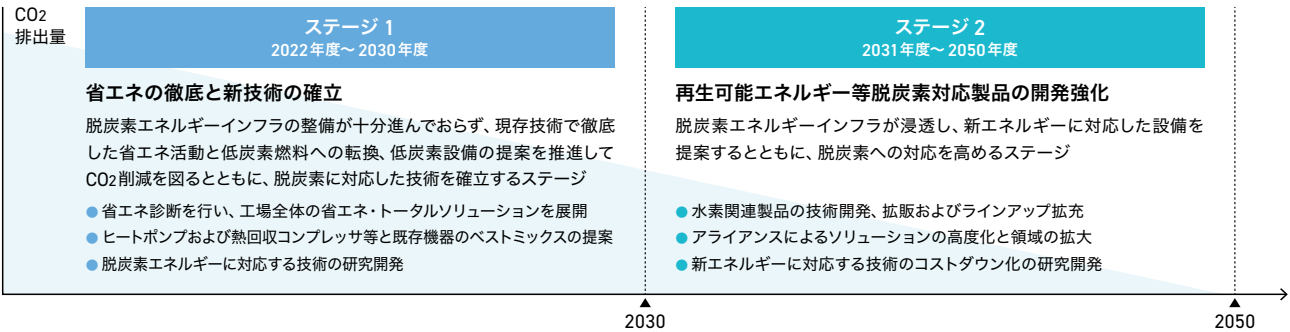 CO2
排出量
ステージ 1
2022年度〜2030年度
省エネの徹底と新技術の確立
脱炭素エネルギーインフラの整備が十分進んでおらず、現存技術で徹底
した省エネ活動と低炭素燃料への転換、低炭素設備の提案を推進して
CO2削減を図るとともに、脱炭素に対応した技術を確立するステージ
● 省エネ診断を行い、工場全体の省エネ・トータルソリューションを展開
● ヒートポンプおよび熱回収コンプレッサ等と既存機器のベストミックスの提案
● 脱炭素エネルギーに対応する技術の研究開発
ステージ 2
2031年度〜2050年度
再生可能エネルギー等脱炭素対応製品の開発強化
脱炭素エネルギーインフラが浸透し、新エネルギーに対応した設備を
提案するとともに、脱炭素への対応を高めるステージ
● 水素関連製品の技術開発、拡販およびラインアップ拡充
● アライアンスによるソリューションの高度化と領域の拡大
● 新エネルギーに対応する技術のコストダウン化の研究開発
2030
2050